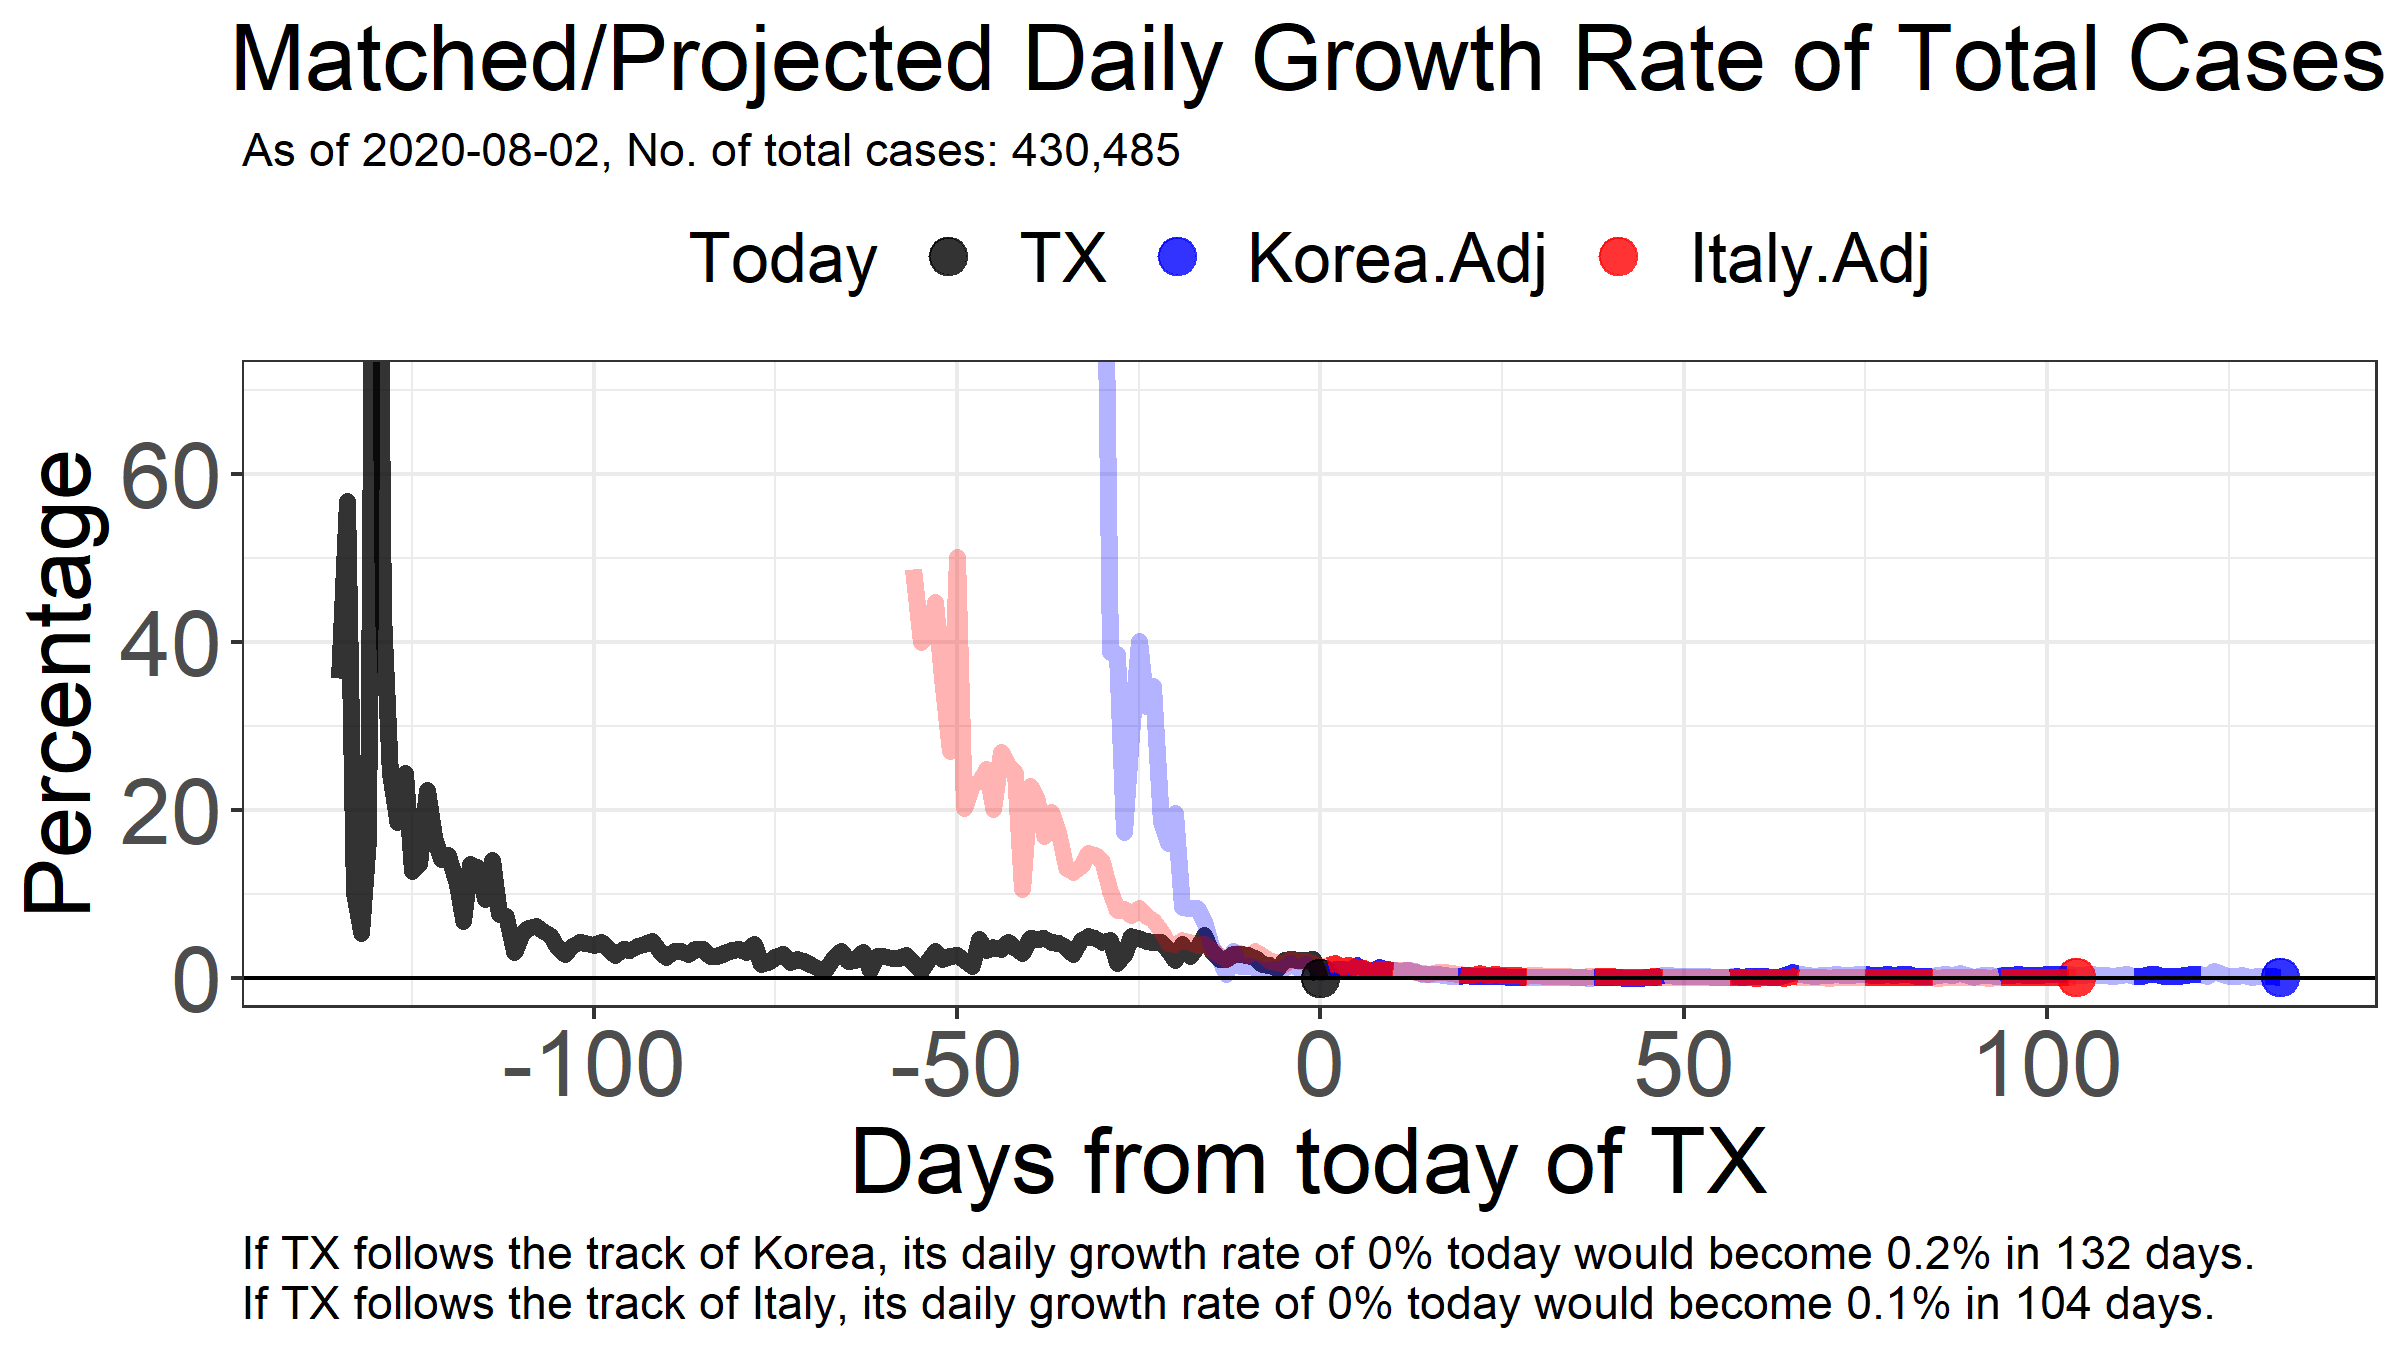 Matched/Projected Daily Growth Rate of Total Cases
As of 2020-08-02, No. of total cases: 430,485
Today TX Korea.Adj Italy.Adj
Percentage
60
40
20
0
-100 -50 0 50 100
Days from today of TX
If TX follows the track of Korea, its daily growth rate of 0% today would become 0.2% in 132 days.
If TX follows the track of Italy, its daily growth rate of 0% today would become 0.1% in 104 days.